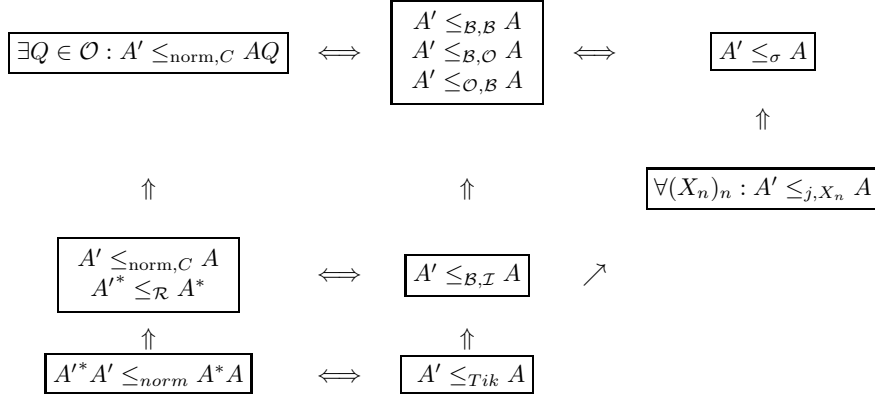 ∃Q ∈ 𝒪 : A′ ≤_{norm,C} AQ ⟺ A′ ≤_{ℬ,ℬ} A ⟺ A′ ≤_σ A
A′ ≤_{ℬ,𝒪} A
A′ ≤_{𝒪,ℬ} A
⇑
⇑ ⇑ ∀(X_n)_n : A′ ≤_{j,X_n} A
A′ ≤_{norm,C} A ⟺ A′ ≤_{ℬ,ℐ} A ↗
A′* ≤_ℛ A*
⇑ ⇑
A′*A′ ≤_{norm} A*A ⟺ A′ ≤_{Tik} A